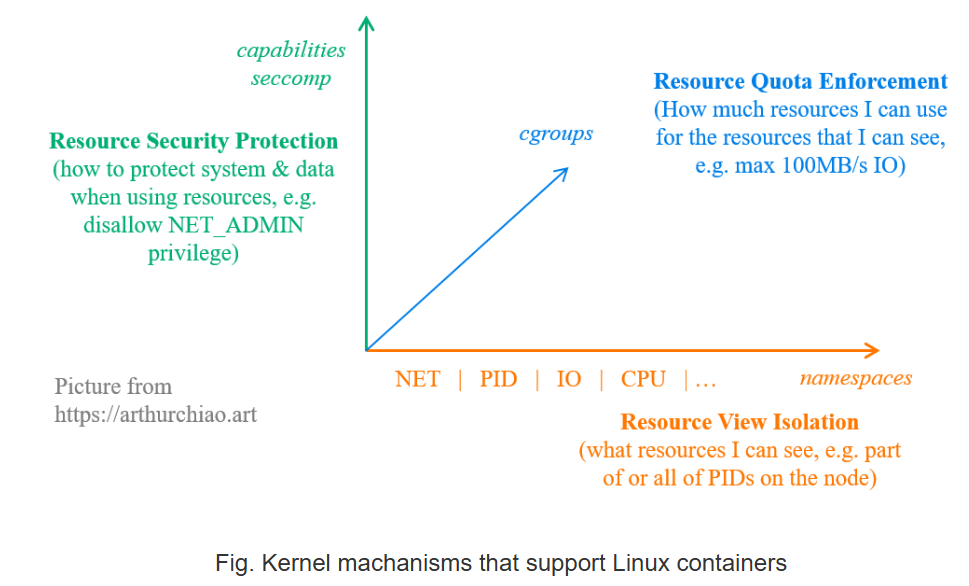 capabilities
seccomp
Resource Security Protection
(how to protect system & data
when using resources, e.g.
disallow NET_ADMIN
privilege)
cgroups
Resource Quota Enforcement
(How much resources I can use
for the resources that I can see,
e.g. max 100MB/s IO)
NET | PID | IO | CPU | ...
namespaces
Resource View Isolation
(what resources I can see, e.g. part
of or all of PIDs on the node)
Picture from
https://arthurchiao.art
Fig. Kernel machanisms that support Linux containers